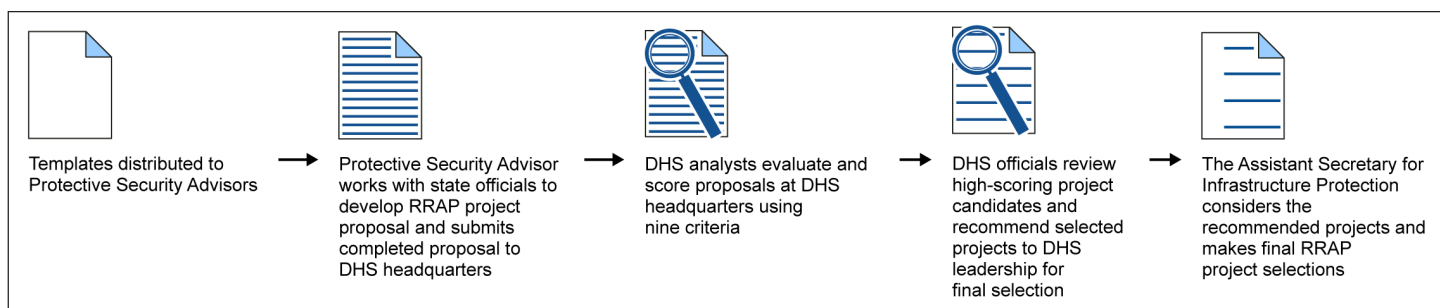 Templates distributed to
Protective Security Advisors
Protective Security Advisor
works with state officials to
develop RRAP project
proposal and submits
completed proposal to
DHS headquarters
DHS analysts evaluate and
score proposals at DHS
headquarters using
nine criteria
DHS officials review
high-scoring project
candidates and
recommend selected
projects to DHS
leadership for
final selection
The Assistant Secretary for
Infrastructure Protection
considers the
recommended projects and
makes final RRAP
project selections